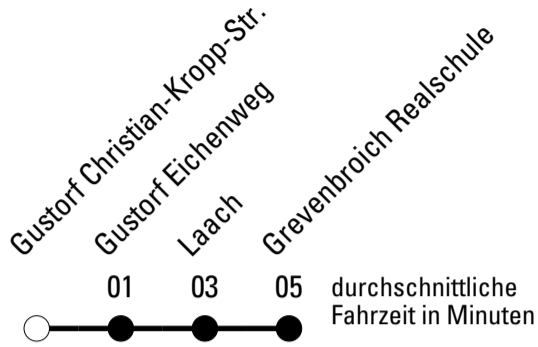 Gustorf Christian-Kropp-Str.
Gustorf Eichenweg
Laach
Grevenbroich Realschule
01 03 05 durchschnittliche
Fahrzeit in Minuten